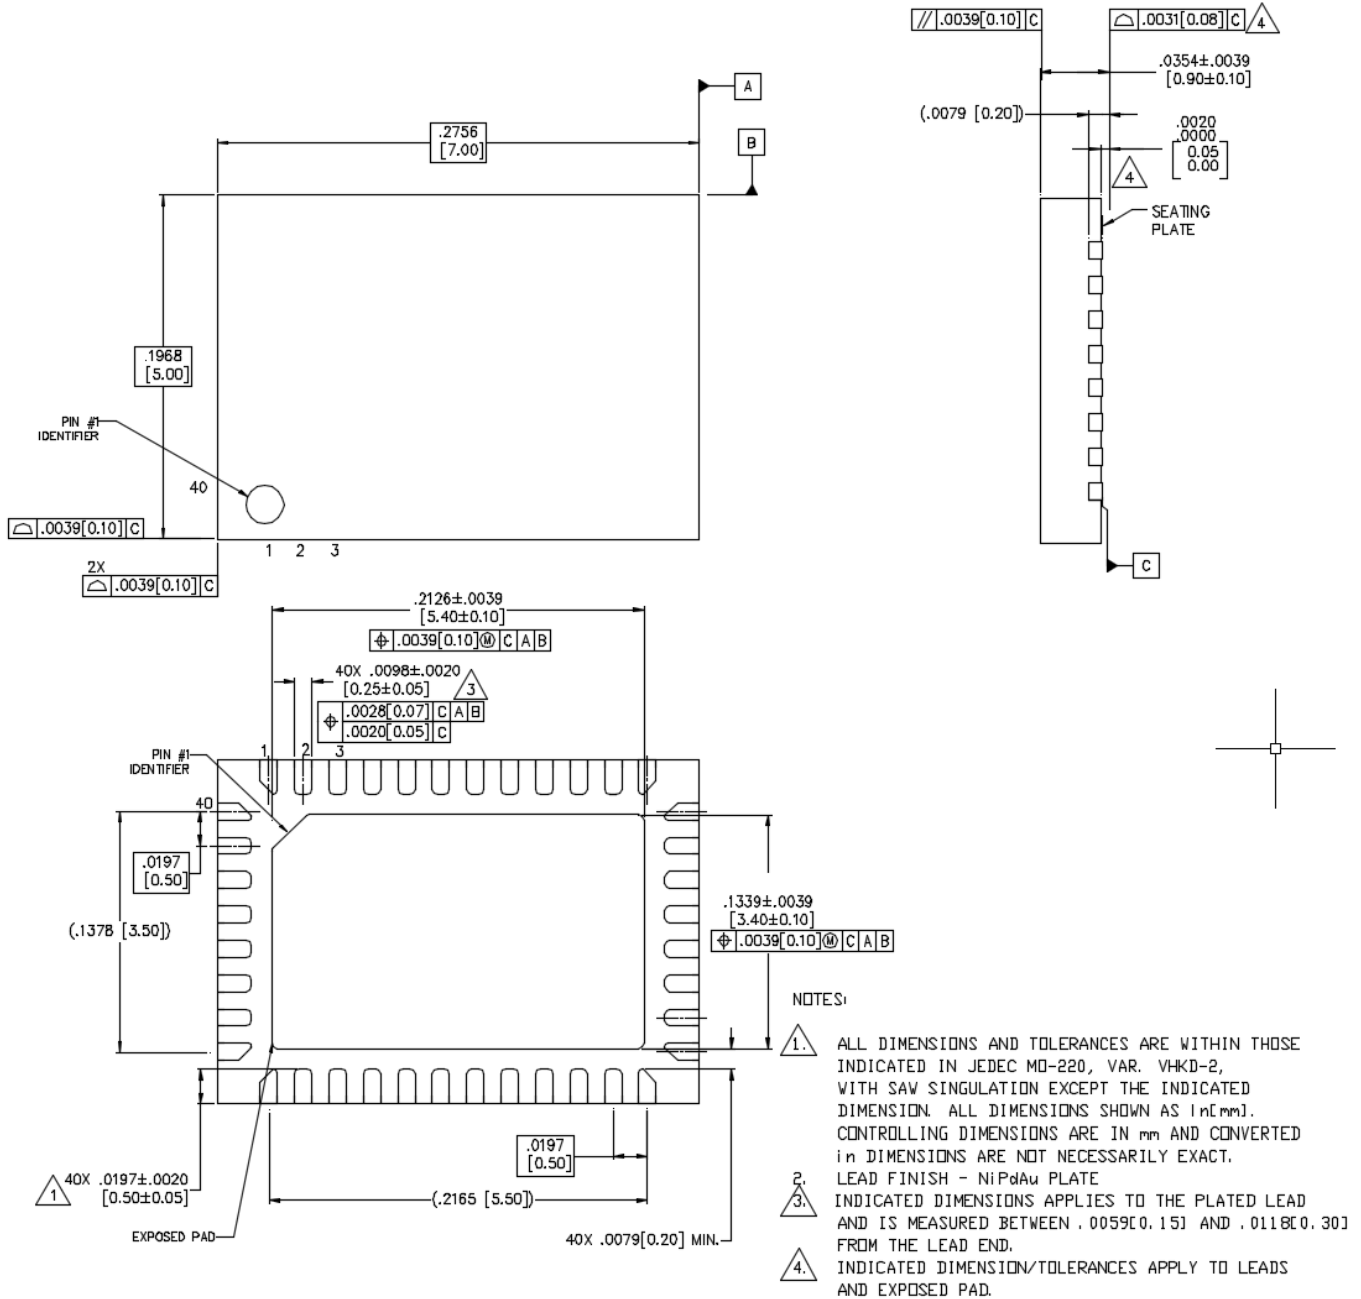 // .0039[0.10] C
⌓ .0031[0.08] C 4
.0354±.0039
[0.90±0.10]
(.0079 [0.20])
.0020
.0000
[0.05
0.00]
4
SEATING
PLATE
C
A
B
.2756
[7.00]
.1968
[5.00]
PIN #1
IDENTIFIER
40
⌓ .0039[0.10] C
1 2 3
2X
⌓ .0039[0.10] C
.2126±.0039
[5.40±0.10]
⌖ .0039[0.10]Ⓜ C A B
40X .0098±.0020
[0.25±0.05] 3
⌖ .0028[0.07] C A B
.0020[0.05] C
PIN #1
IDENTIFIER
1 2 3
40
.0197
[0.50]
(.1378 [3.50])
.1339±.0039
[3.40±0.10]
⌖ .0039[0.10]Ⓜ C A B
.0197
[0.50]
1 40X .0197±.0020
[0.50±0.05]
(.2165 [5.50])
EXPOSED PAD
40X .0079[0.20] MIN.
NOTES:
1. ALL DIMENSIONS AND TOLERANCES ARE WITHIN THOSE
INDICATED IN JEDEC MO-220, VAR. VHKD-2,
WITH SAW SINGULATION EXCEPT THE INDICATED
DIMENSION. ALL DIMENSIONS SHOWN AS in[mm].
CONTROLLING DIMENSIONS ARE IN mm AND CONVERTED
in DIMENSIONS ARE NOT NECESSARILY EXACT.
2. LEAD FINISH - NiPdAu PLATE
3. INDICATED DIMENSIONS APPLIES TO THE PLATED LEAD
AND IS MEASURED BETWEEN .0059[0.15] AND .0118[0.30]
FROM THE LEAD END.
4. INDICATED DIMENSION/TOLERANCES APPLY TO LEADS
AND EXPOSED PAD.